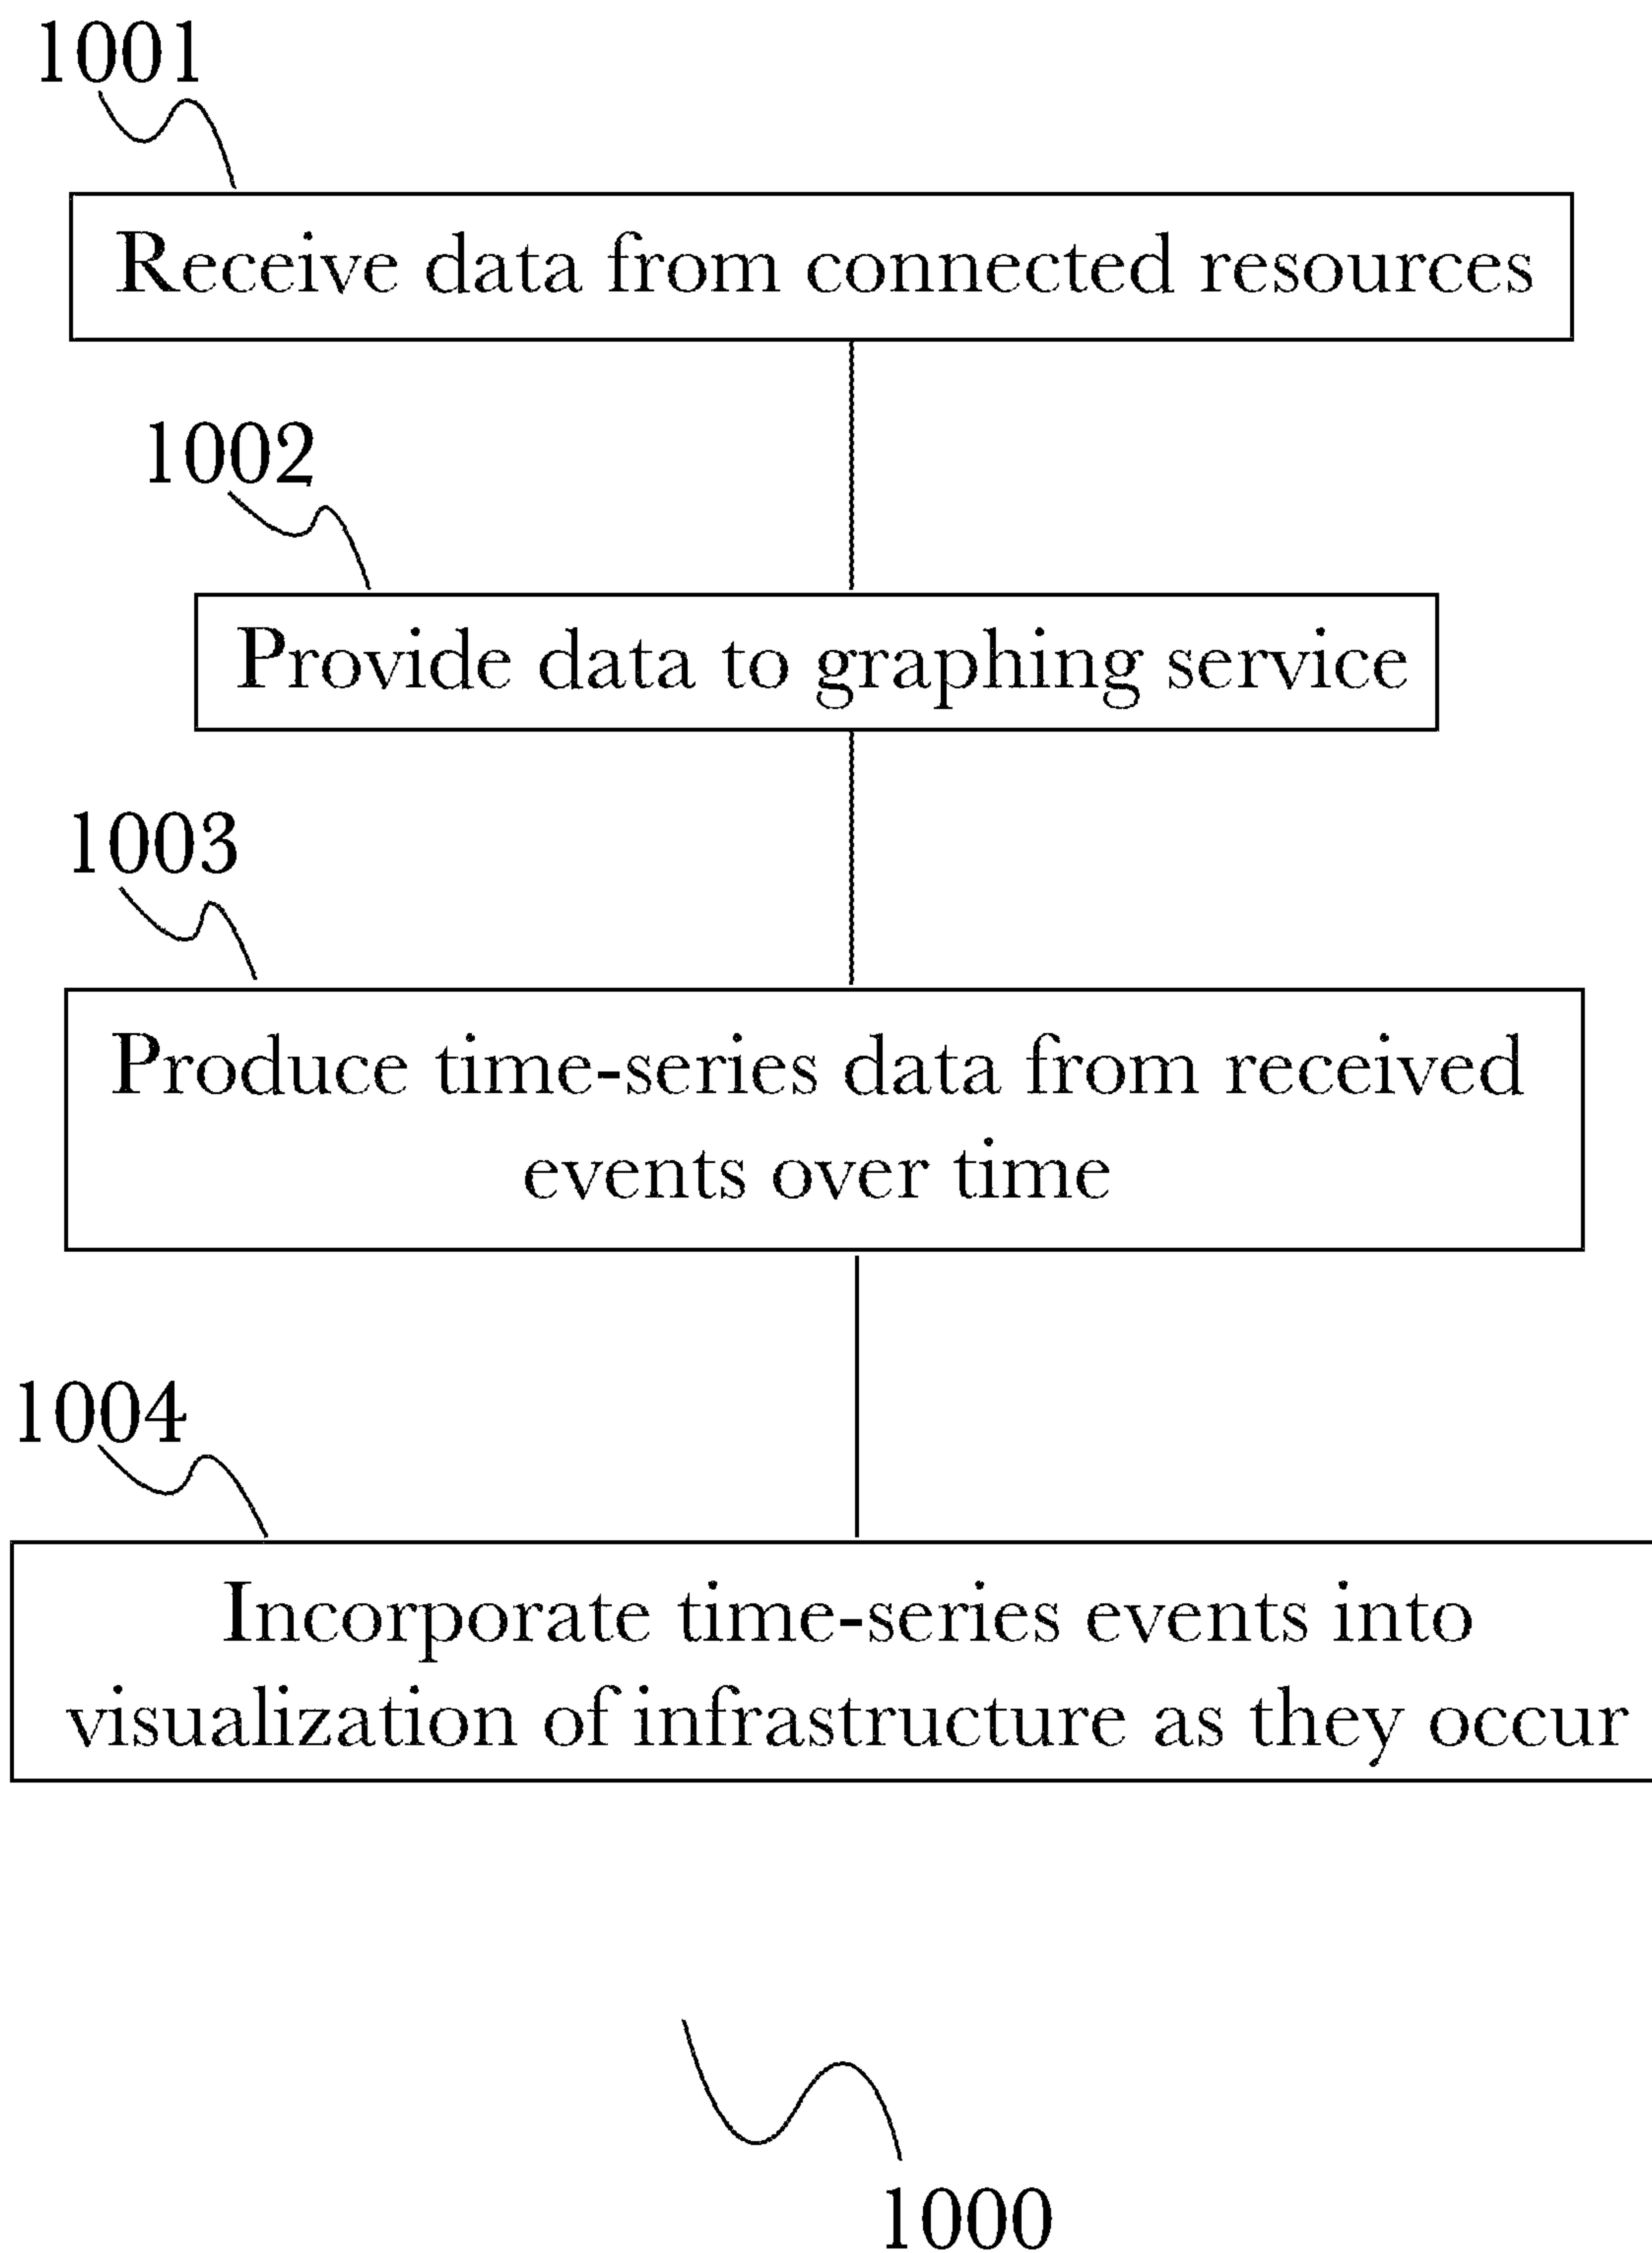 1001
Receive data from connected resources
1002
Provide data to graphing service
1003
Produce time-series data from received
events over time
1004
Incorporate time-series events into
visualization of infrastructure as they occur
1000